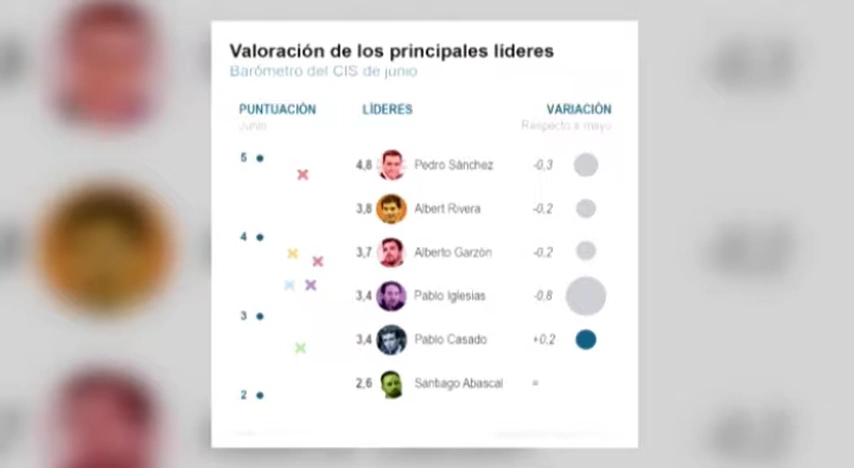 Valoración de los principales líderes
Barómetro del CIS de junio
PUNTUACIÓN LÍDERES VARIACIÓN
Junio Respecto a mayo
5
4,8 Pedro Sánchez -0,3
3,8 Albert Rivera -0,2
4
3,7 Alberto Garzón -0,2
3,4 Pablo Iglesias -0,8
3
3,4 Pablo Casado +0,2
2,6 Santiago Abascal =
2